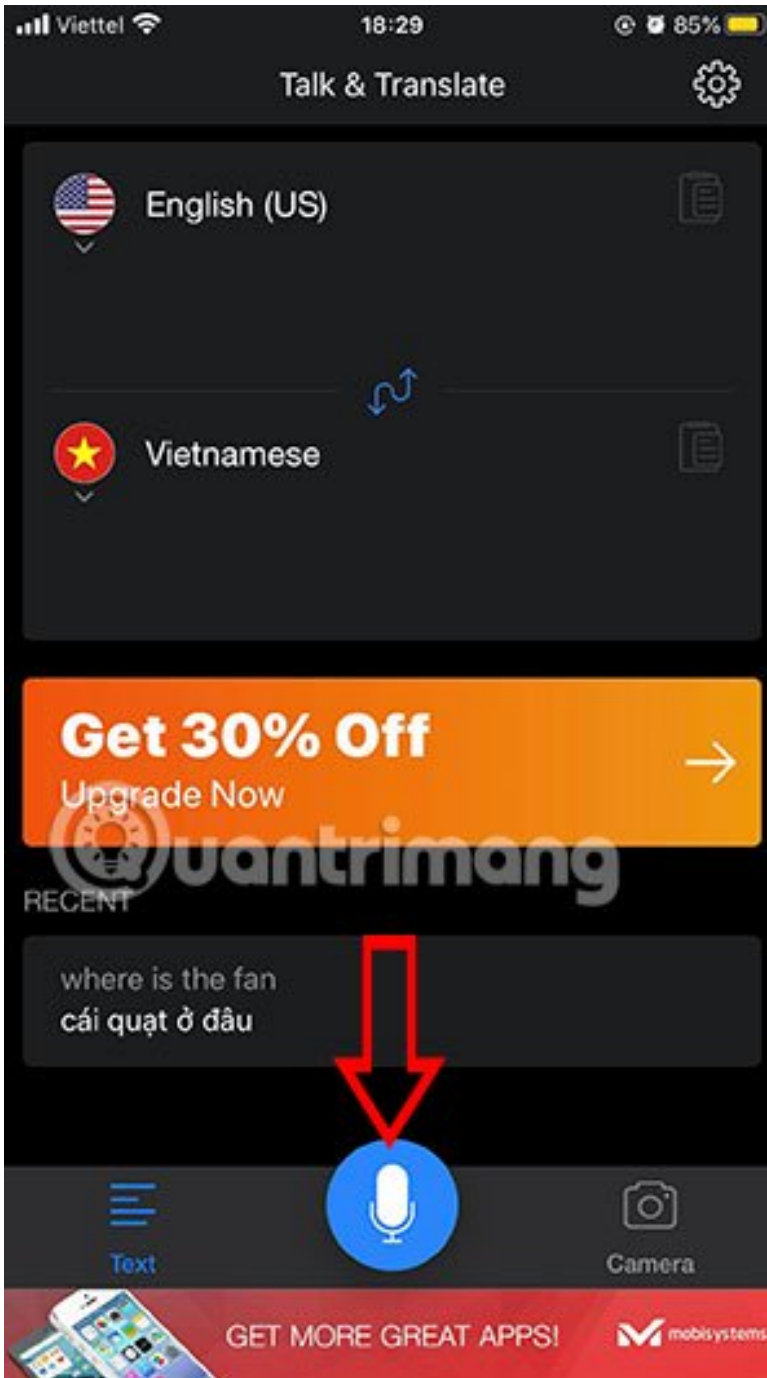 Viettel 18:29 85%
Talk & Translate
English (US)
Vietnamese
Get 30% Off
Upgrade Now
Quantrimang
RECENT
where is the fan
cái quạt ở đâu
Text
Camera
GET MORE GREAT APPS! mobisystems